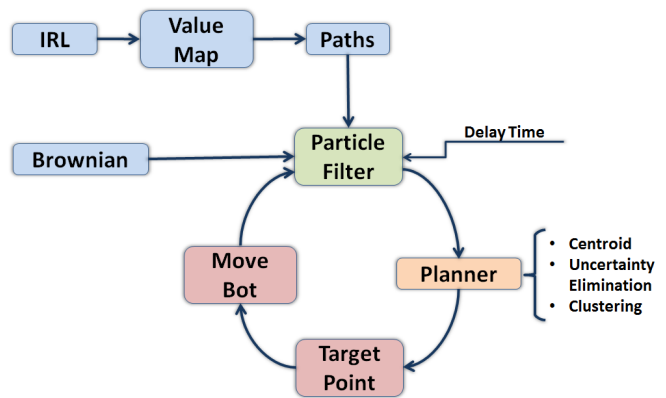 IRL
Value
Map
Paths
Brownian
Particle
Filter
Delay Time
Move
Bot
Planner
• Centroid
• Uncertainty
Elimination
• Clustering
Target
Point